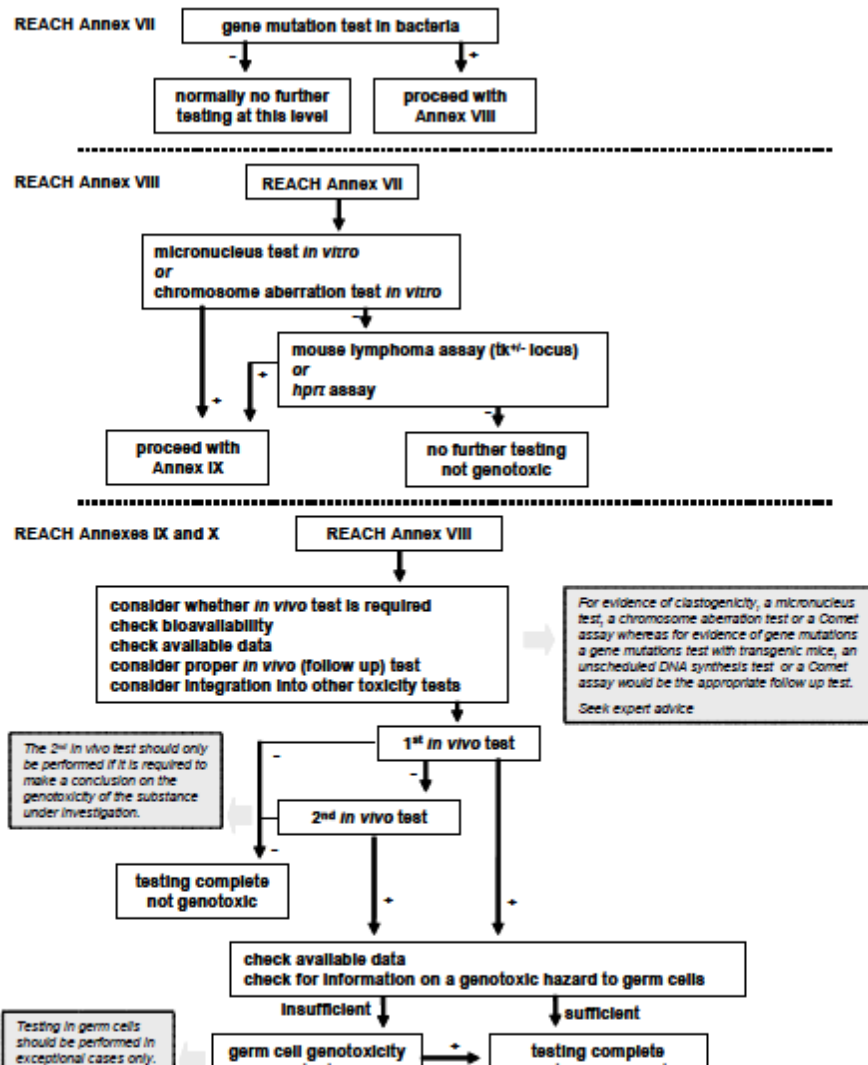 REACH Annex VII
gene mutation test in bacteria
-
+
normally no further
testing at this level
proceed with
Annex VIII
REACH Annex VIII
REACH Annex VII
micronucleus test in vitro
or
chromosome aberration test in vitro
-
mouse lymphoma assay (tk+/- locus)
or
hprt assay
+
+
-
proceed with
Annex IX
no further testing
not genotoxic
REACH Annexes IX and X
REACH Annex VIII
consider whether in vivo test is required
check bioavailability
check available data
consider proper in vivo (follow up) test
consider integration into other toxicity tests
For evidence of clastogenicity, a micronucleus
test, a chromosome aberration test or a Comet
assay whereas for evidence of gene mutations
a gene mutations test with transgenic mice, an
unscheduled DNA synthesis test or a Comet
assay would be the appropriate follow up test.
Seek expert advice
1st in vivo test
-
-
The 2nd in vivo test should only
be performed if it is required to
make a conclusion on the
genotoxicity of the substance
under investigation.
2nd in vivo test
-
testing complete
not genotoxic
+
+
check available data
check for information on a genotoxic hazard to germ cells
insufficient
sufficient
Testing in germ cells
should be performed in
exceptional cases only.
germ cell genotoxicity
+
testing complete